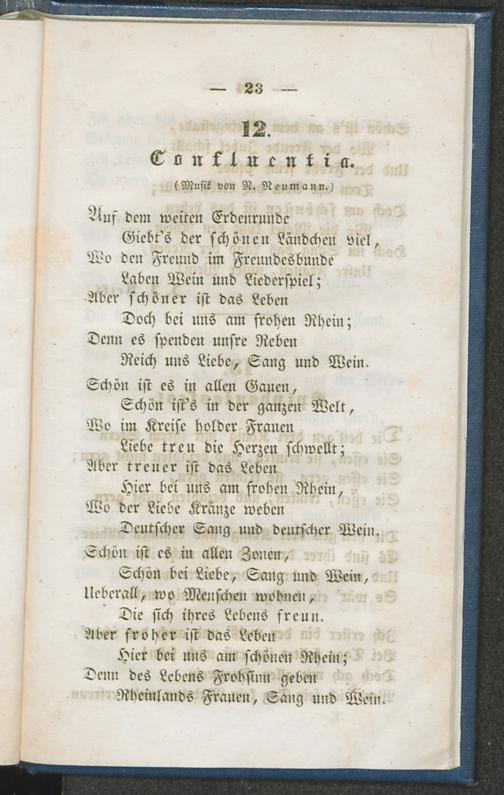 — 23 —
12.
Confluentia.
(Musik von N. Neumann.)
Auf dem weiten Erdenrunde
Giebt's der schönen Ländchen viel,
Wo den Freund im Freundesbunde
Laben Wein und Liederspiel;
Aber schöner ist das Leben
Doch bei uns am frohen Rhein;
Denn es spenden unsre Reben
Reich uns Liebe, Sang und Wein.
Schön ist es in allen Gauen,
Schön ist's in der ganzen Welt,
Wo im Kreise holder Frauen
Liebe treu die Herzen schwellt;
Aber treuer ist das Leben
Hier bei uns am frohen Rhein,
Wo der Liebe Kränze weben
Deutscher Sang und deutscher Wein.
Schön ist es in allen Zonen,
Schön bei Liebe, Sang und Wein,
Ueberall, wo Menschen wohnen,
Die sich ihres Lebens freun.
Aber froher ist das Leben
Hier bei uns am schönen Rhein;
Denn des Lebens Frohsinn geben
Rheinlands Frauen, Sang und Wein.